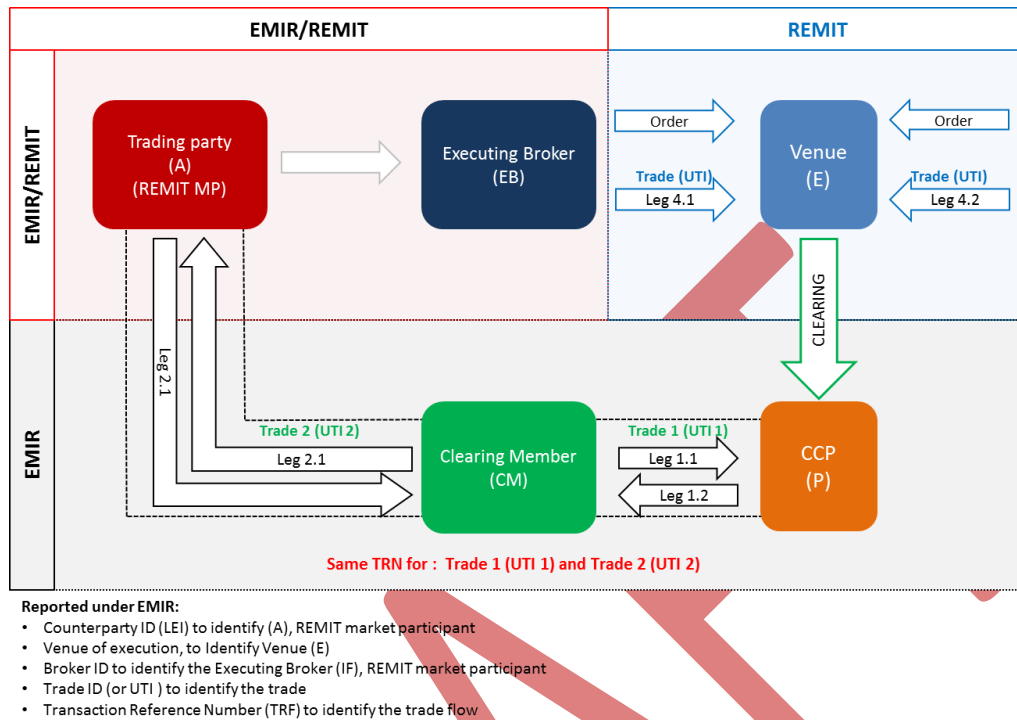 EMIR/REMIT
REMIT
EMIR/REMIT
Trading party
(A)
(REMIT MP)
Executing Broker
(EB)
Order
Venue
(E)
Order
Trade (UTI)
Leg 4.1
Trade (UTI)
Leg 4.2
CLEARING
EMIR
Leg 2.1
Trade 2 (UTI 2)
Leg 2.1
Clearing Member
(CM)
Trade 1 (UTI 1)
Leg 1.1
Leg 1.2
CCP
(P)
Same TRN for : Trade 1 (UTI 1) and Trade 2 (UTI 2)
Reported under EMIR:
• Counterparty ID (LEI) to identify (A), REMIT market participant
• Venue of execution, to Identify Venue (E)
• Broker ID to identify the Executing Broker (IF), REMIT market participant
• Trade ID (or UTI ) to identify the trade
• Transaction Reference Number (TRF) to identify the trade flow